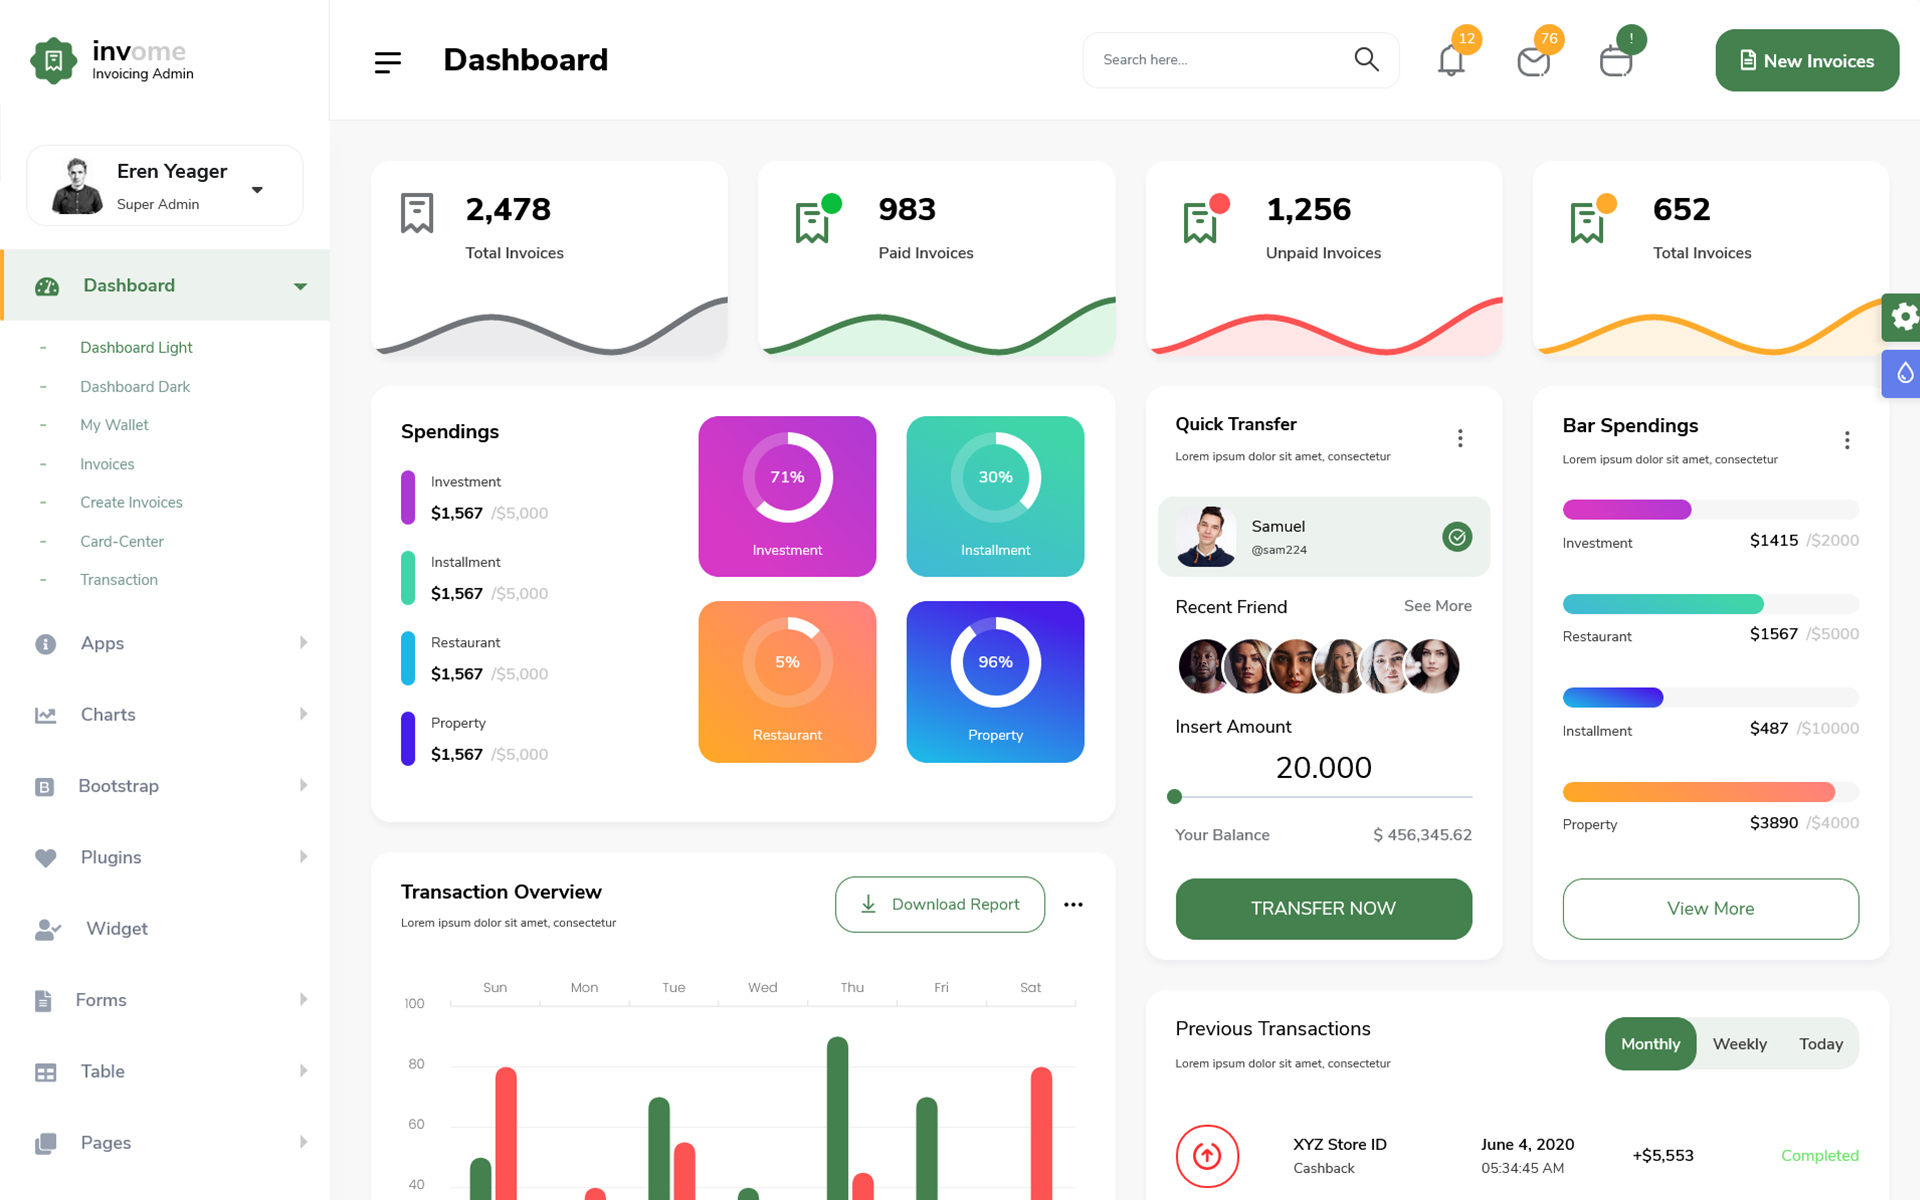 invome
Invoicing Admin
Dashboard
Search here...
12
76
!
New Invoices
Eren Yeager
Super Admin
Dashboard
- Dashboard Light
- Dashboard Dark
- My Wallet
- Invoices
- Create Invoices
- Card-Center
- Transaction
Apps
Charts
Bootstrap
Plugins
Widget
Forms
Table
Pages
2,478
Total Invoices
983
Paid Invoices
1,256
Unpaid Invoices
652
Total Invoices
Spendings
Investment
$1,567 /$5,000
Installment
$1,567 /$5,000
Restaurant
$1,567 /$5,000
Property
$1,567 /$5,000
71%
Investment
30%
Installment
5%
Restaurant
96%
Property
Quick Transfer
Lorem ipsum dolor sit amet, consectetur
Samuel
@sam224
Recent Friend See More
Insert Amount
20.000
Your Balance $ 456,345.62
TRANSFER NOW
Bar Spendings
Lorem ipsum dolor sit amet, consectetur
Investment $1415 /$2000
Restaurant $1567 /$5000
Installment $487 /$10000
Property $3890 /$4000
View More
Transaction Overview
Lorem ipsum dolor sit amet, consectetur
Download Report
Sun Mon Tue Wed Thu Fri Sat
100
80
60
40
Previous Transactions
Lorem ipsum dolor sit amet, consectetur
Monthly Weekly Today
XYZ Store ID
Cashback
June 4, 2020
05:34:45 AM
+$5,553
Completed